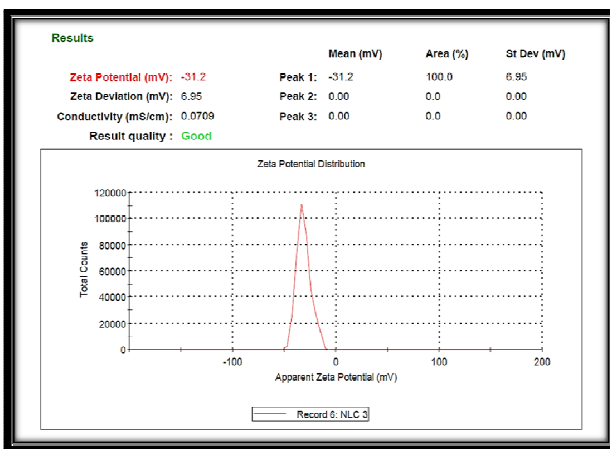 Results
Mean (mV) Area (%) St Dev (mV)
Zeta Potential (mV): -31.2 Peak 1: -31.2 100.0 6.95
Zeta Deviation (mV): 6.95 Peak 2: 0.00 0.0 0.00
Conductivity (mS/cm): 0.0709 Peak 3: 0.00 0.0 0.00
Result quality : Good
Zeta Potential Distribution
120000
100000
80000
60000
40000
20000
0
Total Counts
-100 0 100 200
Apparent Zeta Potential (mV)
Record 6: NLC 3